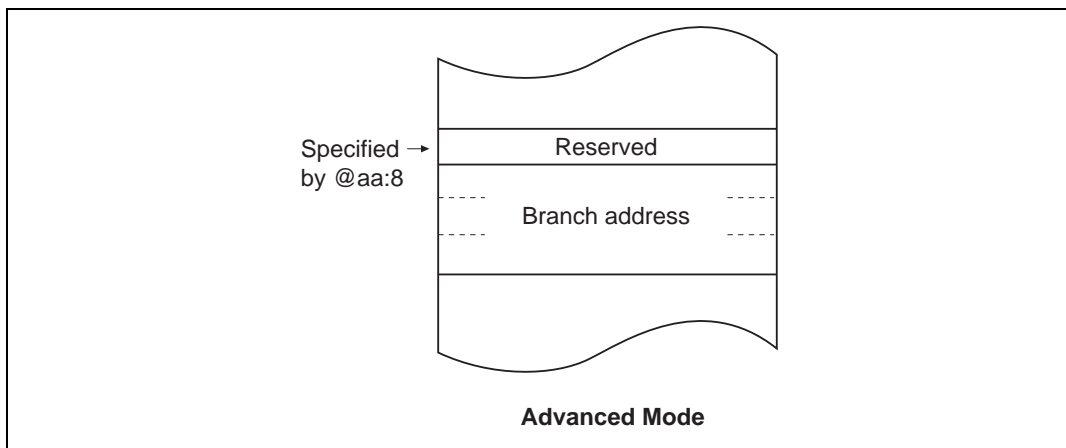 Reserved
Specified →
by @aa:8
Branch address
Advanced Mode